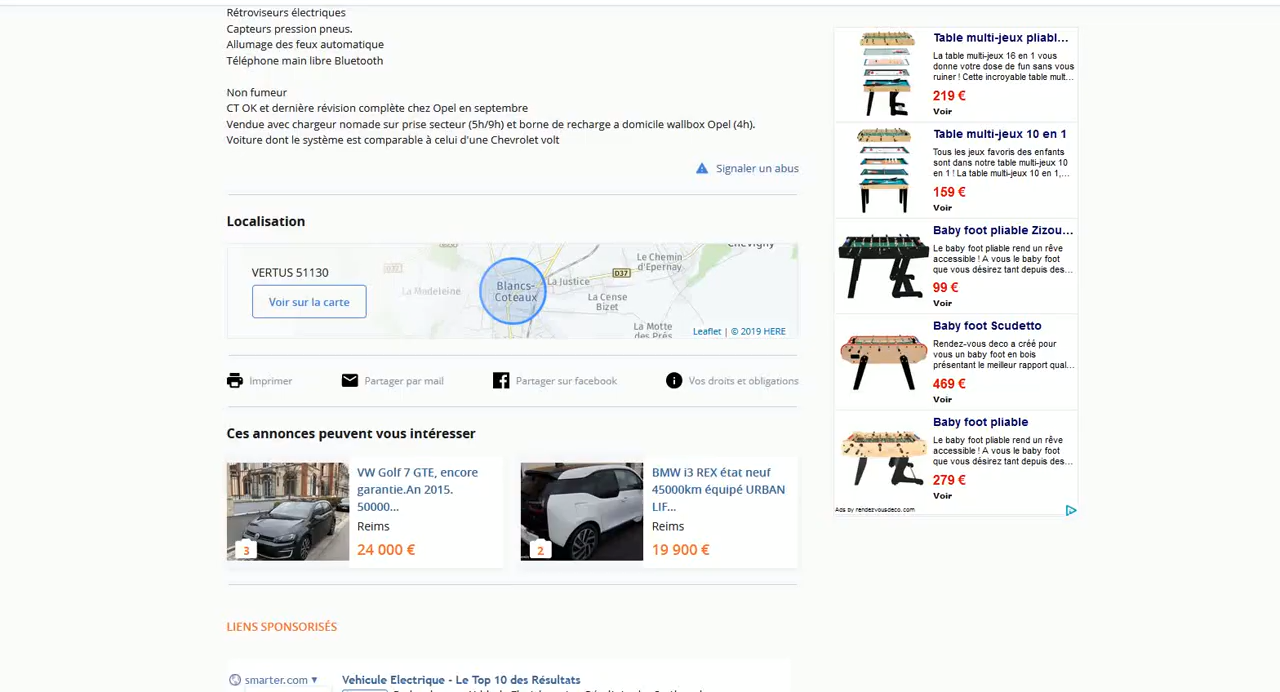 Rétroviseurs électriques
Capteurs pression pneus.
Allumage des feux automatique
Téléphone main libre Bluetooth
Non fumeur
CT OK et dernière révision complète chez Opel en septembre
Vendue avec chargeur nomade sur prise secteur (5h/9h) et borne de recharge a domicile wallbox Opel (4h).
Voiture dont le système est comparable à celui d'une Chevrolet volt
Signaler un abus
Localisation
VERTUS 51130
Voir sur la carte
D37
La Madeleine
Blancs-
Coteaux
La Justice
D37
Le Chemin
d'Epernay
Chevigny
La Cense
Bizet
La Motte
des Prés
Leaflet | © 2019 HERE
Imprimer
Partager par mail
Partager sur facebook
Vos droits et obligations
Ces annonces peuvent vous intéresser
3
VW Golf 7 GTE, encore
garantie.An 2015.
50000...
Reims
24 000 €
2
BMW i3 REX état neuf
45000km équipé URBAN
LIF...
Reims
19 900 €
LIENS SPONSORISÉS
smarter.com ▼
Vehicule Electrique - Le Top 10 des Résultats
Table multi-jeux pliabl...
La table multi-jeux 16 en 1 vous
donne votre dose de fun sans vous
ruiner ! Cette incroyable table mult...
219 €
Voir
Table multi-jeux 10 en 1
Tous les jeux favoris des enfants
sont dans notre table multi-jeux 10
en 1 ! La table multi-jeux 10 en 1,...
159 €
Voir
Baby foot pliable Zizou...
Le baby foot pliable rend un rêve
accessible ! A vous le baby foot
que vous désirez tant depuis des...
99 €
Voir
Baby foot Scudetto
Rendez-vous deco a créé pour
vous un baby foot en bois
présentant le meilleur rapport qual...
469 €
Voir
Baby foot pliable
Le baby foot pliable rend un rêve
accessible ! A vous le baby foot
que vous désirez tant depuis des...
279 €
Voir
Ads by rendezvousdeco.com